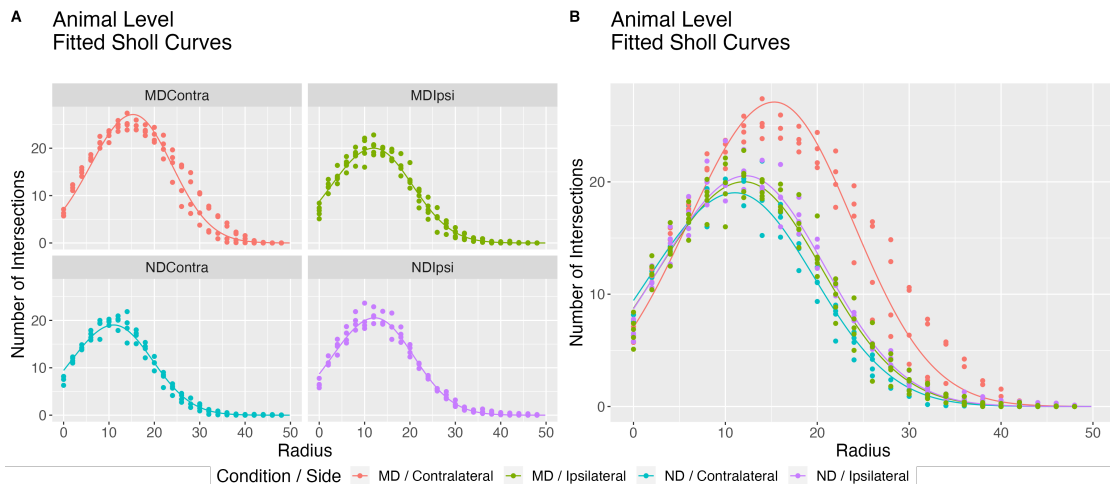 A
Animal Level
Fitted Sholl Curves
MDContra
MDIpsi
Number of Intersections
20
10
0
NDContra
NDIpsi
20
10
0
0 10 20 30 40 50
0 10 20 30 40 50
Radius
B
Animal Level
Fitted Sholl Curves
Number of Intersections
20
10
0
0 10 20 30 40 50
Radius
Condition / Side MD / Contralateral MD / Ipsilateral ND / Contralateral ND / Ipsilateral